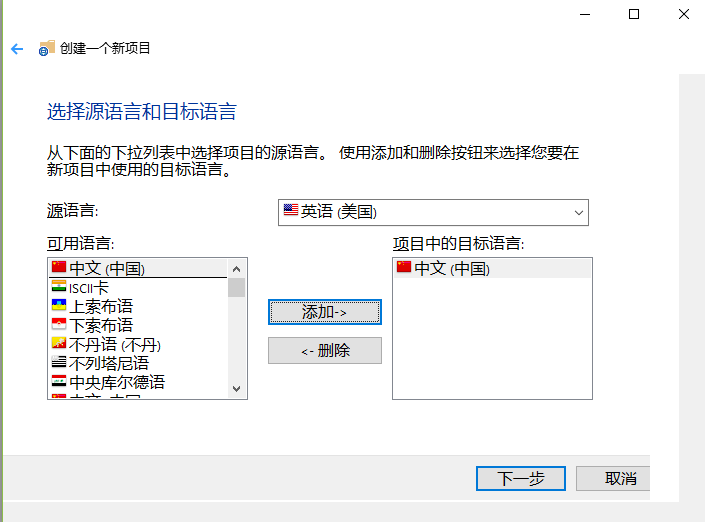 创建一个新项目
选择源语言和目标语言
从下面的下拉列表中选择项目的源语言。 使用添加和删除按钮来选择您要在
新项目中使用的目标语言。
源语言:
英语 (美国)
可用语言:
项目中的目标语言:
中文 (中国)
ISCII卡
上索布语
下索布语
不丹语 (不丹)
不列塔尼语
中央库尔德语
添加->
<- 删除
中文 (中国)
下一步
取消